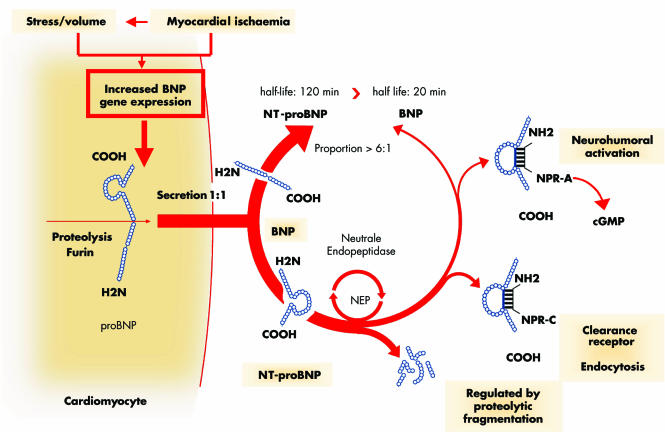 Stress/volume
Myocardial ischaemia
Increased BNP
gene expression
half-life: 120 min
half life: 20 min
NT-proBNP
BNP
Proportion > 6:1
COOH
H2N
COOH
Secretion 1:1
Proteolysis
Furin
H2N
proBNP
Cardiomyocyte
BNP
H2N
COOH
NT-proBNP
Neutrale
Endopeptidase
NEP
NH2
NPR-A
COOH
Neurohumoral
activation
cGMP
NH2
NPR-C
COOH
Clearance
receptor
Endocytosis
Regulated by
proteolytic
fragmentation